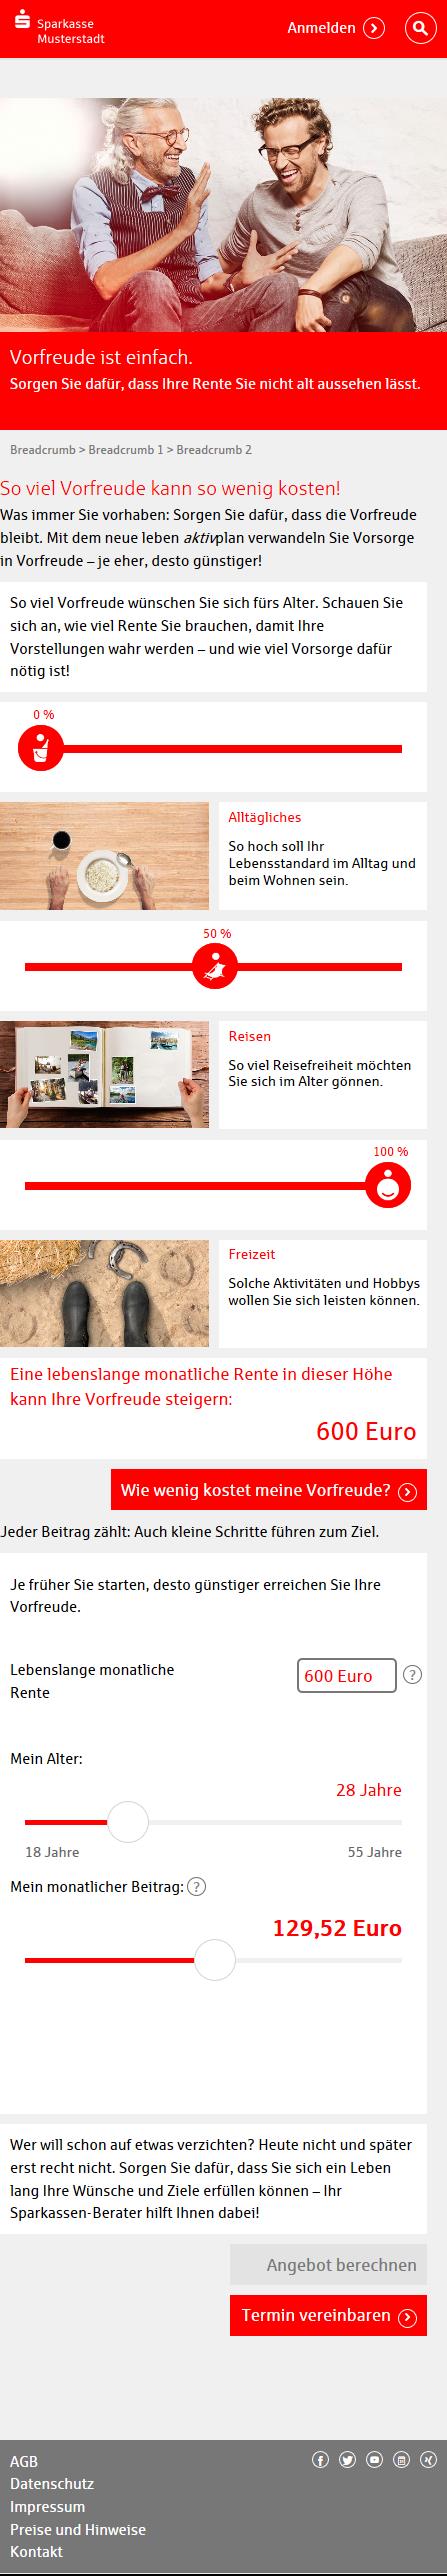 Sparkasse
Musterstadt
Anmelden
Vorfreude ist einfach.
Sorgen Sie dafür, dass Ihre Rente Sie nicht alt aussehen lässt.
Breadcrumb > Breadcrumb 1 > Breadcrumb 2
So viel Vorfreude kann so wenig kosten!
Was immer Sie vorhaben: Sorgen Sie dafür, dass die Vorfreude
bleibt. Mit dem neue leben aktivplan verwandeln Sie Vorsorge
in Vorfreude – je eher, desto günstiger!
So viel Vorfreude wünschen Sie sich fürs Alter. Schauen Sie
sich an, wie viel Rente Sie brauchen, damit Ihre
Vorstellungen wahr werden – und wie viel Vorsorge dafür
nötig ist!
0 %
Alltägliches
So hoch soll Ihr
Lebensstandard im Alltag und
beim Wohnen sein.
50 %
Reisen
So viel Reisefreiheit möchten
Sie sich im Alter gönnen.
100 %
Freizeit
Solche Aktivitäten und Hobbys
wollen Sie sich leisten können.
Eine lebenslange monatliche Rente in dieser Höhe
kann Ihre Vorfreude steigern:
600 Euro
Wie wenig kostet meine Vorfreude?
Jeder Beitrag zählt: Auch kleine Schritte führen zum Ziel.
Je früher Sie starten, desto günstiger erreichen Sie Ihre
Vorfreude.
Lebenslange monatliche
Rente
600 Euro
?
Mein Alter:
28 Jahre
18 Jahre
55 Jahre
Mein monatlicher Beitrag: ?
129,52 Euro
Wer will schon auf etwas verzichten? Heute nicht und später
erst recht nicht. Sorgen Sie dafür, dass Sie sich ein Leben
lang Ihre Wünsche und Ziele erfüllen können – Ihr
Sparkassen-Berater hilft Ihnen dabei!
Angebot berechnen
Termin vereinbaren
AGB
Datenschutz
Impressum
Preise und Hinweise
Kontakt